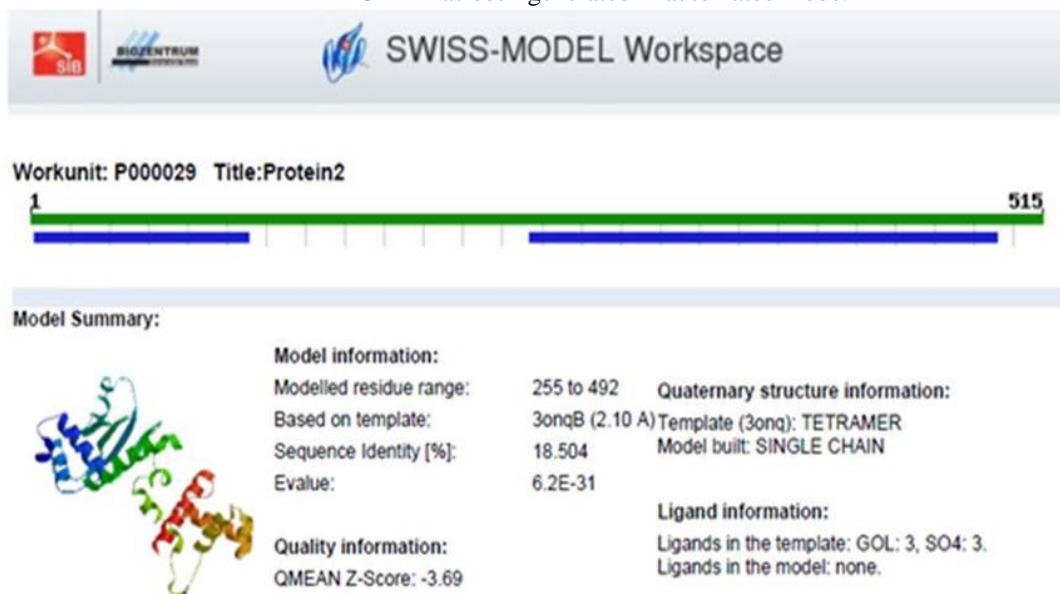 SIB
BIOZENTRUM
SWISS-MODEL Workspace
Workunit: P000029 Title:Protein2
1 515
Model Summary:
Model information:
Modelled residue range: 255 to 492
Based on template: 3onqB (2.10 A)
Sequence Identity [%]: 18.504
Evalue: 6.2E-31
Quality information:
QMEAN Z-Score: -3.69
Quaternary structure information:
Template (3onq): TETRAMER
Model built: SINGLE CHAIN
Ligand information:
Ligands in the template: GOL: 3, SO4: 3.
Ligands in the model: none.